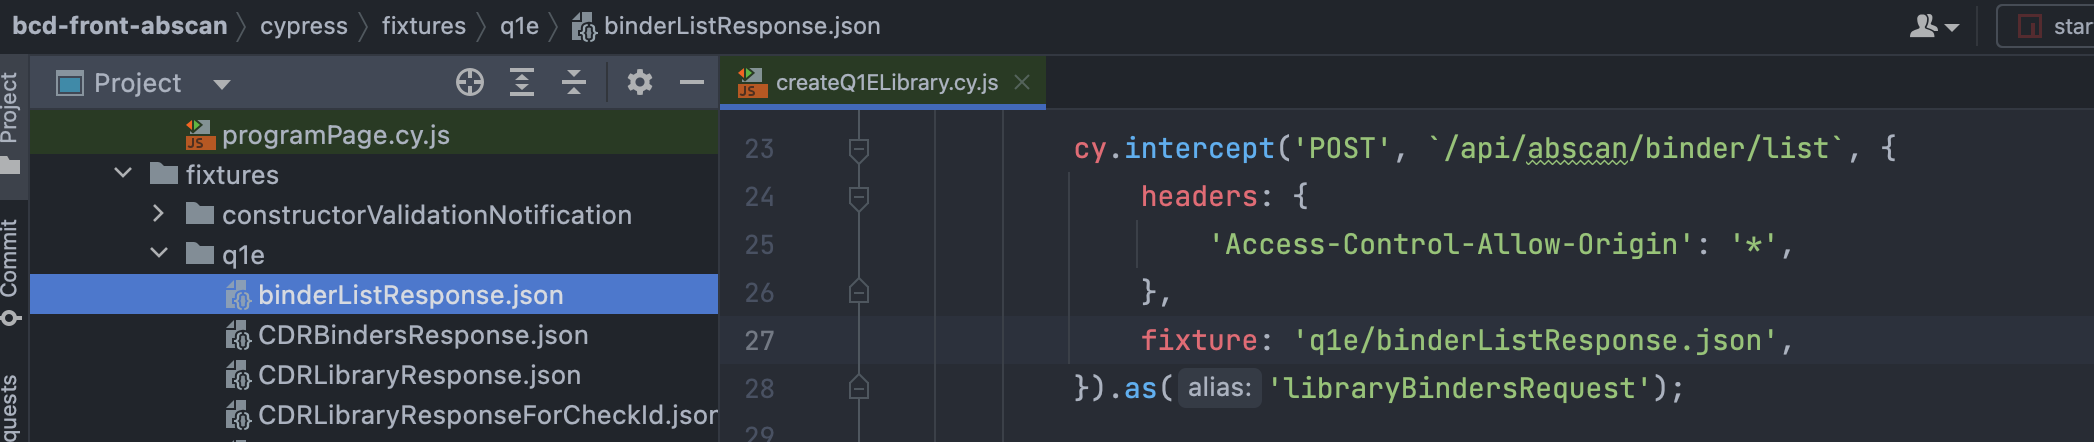 bcd-front-abscan cypress fixtures q1e binderListResponse.json star
Project
Commit
quests
Project
programPage.cy.js
fixtures
constructorValidationNotification
q1e
binderListResponse.json
CDRBindersResponse.json
CDRLibraryResponse.json
CDRLibraryResponseForCheckId.json
createQ1ELibrary.cy.js
23 cy.intercept('POST', `/api/abscan/binder/list`, {
24 headers: {
25 'Access-Control-Allow-Origin': '*',
26 },
27 fixture: 'q1e/binderListResponse.json',
28 }).as( alias: 'libraryBindersRequest');
29